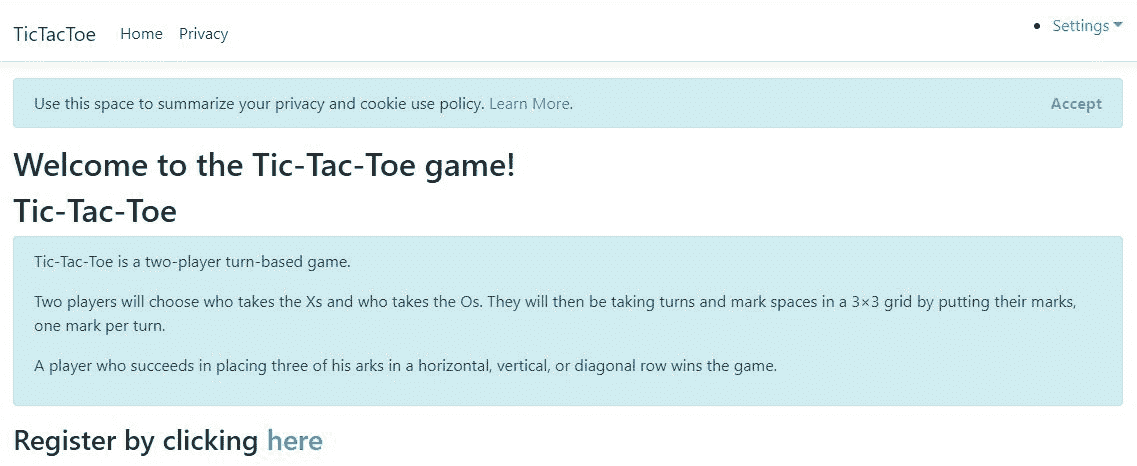 TicTacToe Home Privacy Settings
Use this space to summarize your privacy and cookie use policy. Learn More. Accept
Welcome to the Tic-Tac-Toe game!
Tic-Tac-Toe
Tic-Tac-Toe is a two-player turn-based game.
Two players will choose who takes the Xs and who takes the Os. They will then be taking turns and mark spaces in a 3×3 grid by putting their marks,
one mark per turn.
A player who succeeds in placing three of his arks in a horizontal, vertical, or diagonal row wins the game.
Register by clicking here